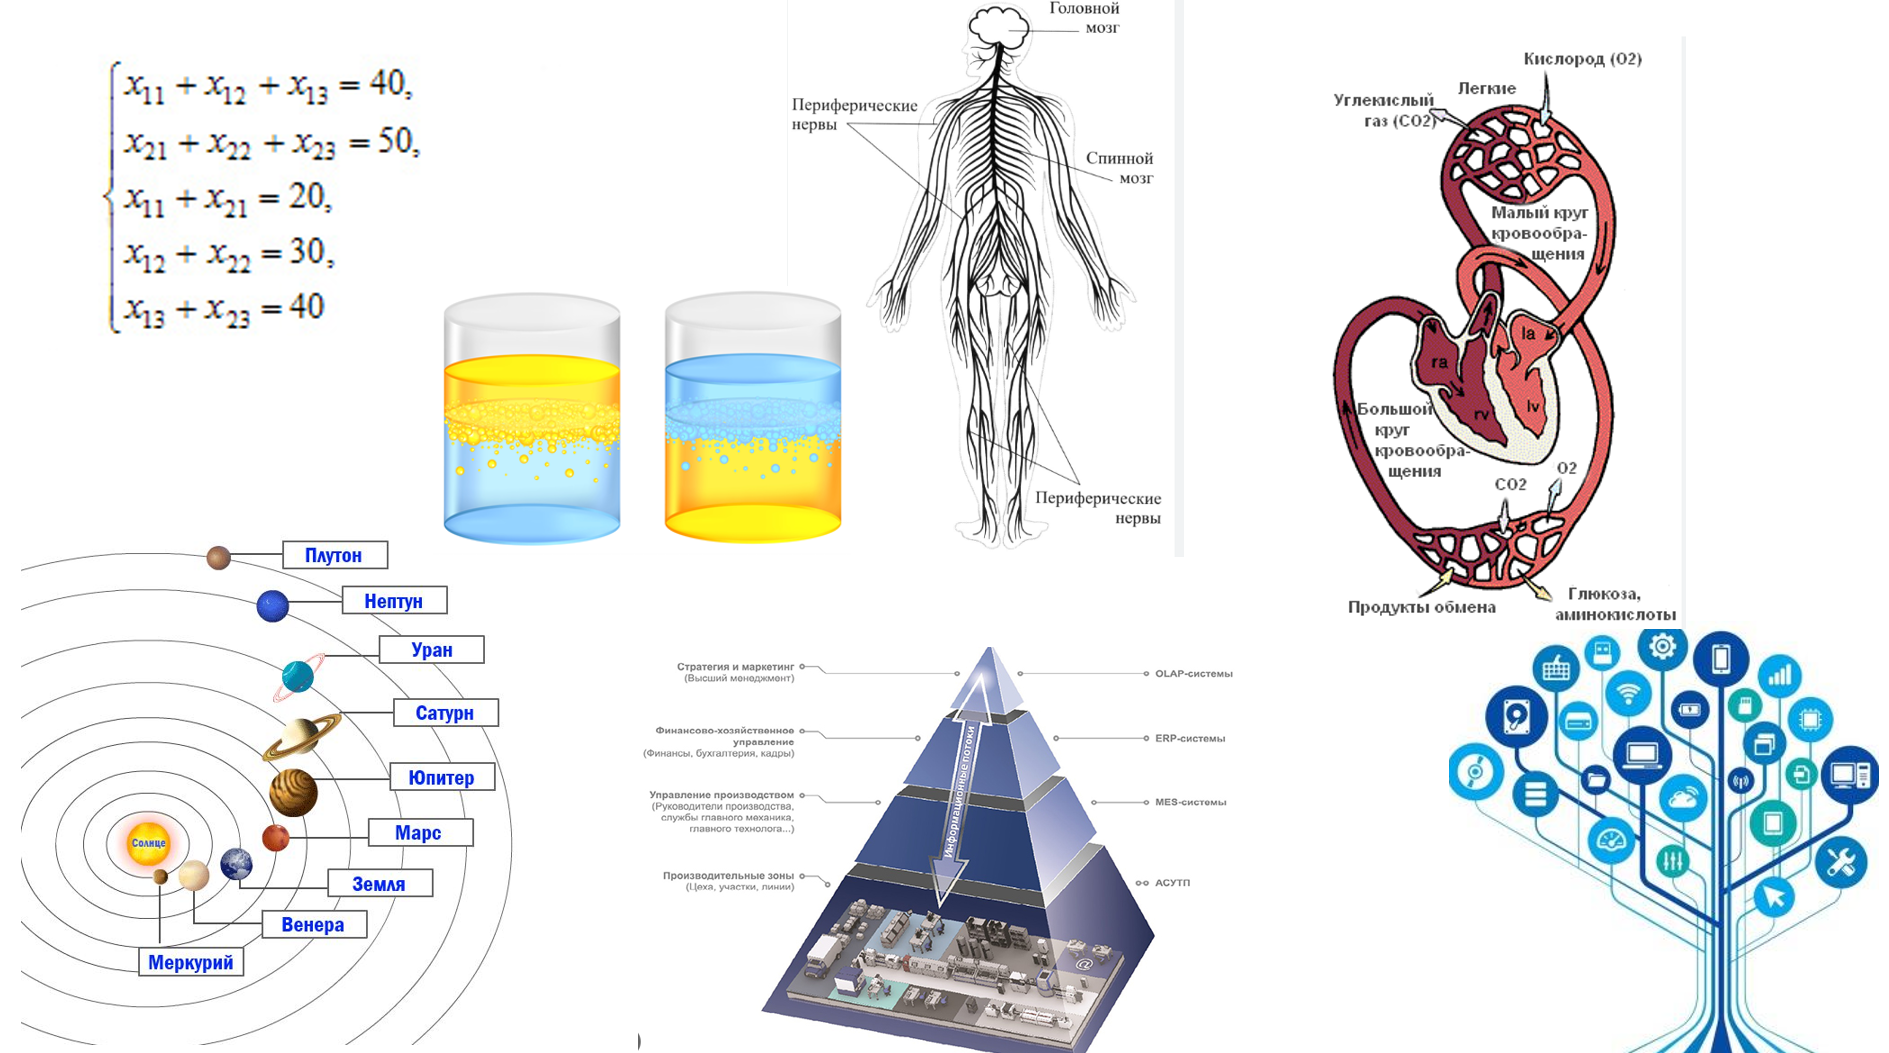 x11 + x12 + x13 = 40,
x21 + x22 + x23 = 50,
x11 + x21 = 20,
x12 + x22 = 30,
x13 + x23 = 40
Головной
мозг
Периферические
нервы
Спинной
мозг
Периферические
нервы
Кислород (O2)
Легкие
Углекислый
газ (CO2)
Малый круг
кровообра-
щения
la
ra
lv
rv
Большой
круг
кровообра-
щения
O2
CO2
Продукты обмена
Глюкоза,
аминокислоты
Плутон
Нептун
Уран
Сатурн
Юпитер
Марс
Солнце
Земля
Венера
Меркурий
Стратегия и маркетинг
(Высший менеджмент)
OLAP-системы
Финансово-хозяйственное
управление
(Финансы, бухгалтерия, кадры)
ERP-системы
Управление производством
(Руководители производства,
службы главного механика,
главного технолога...)
MES-системы
Производительные зоны
(Цеха, участки, линии)
АСУТП
Информационные потоки
@
)